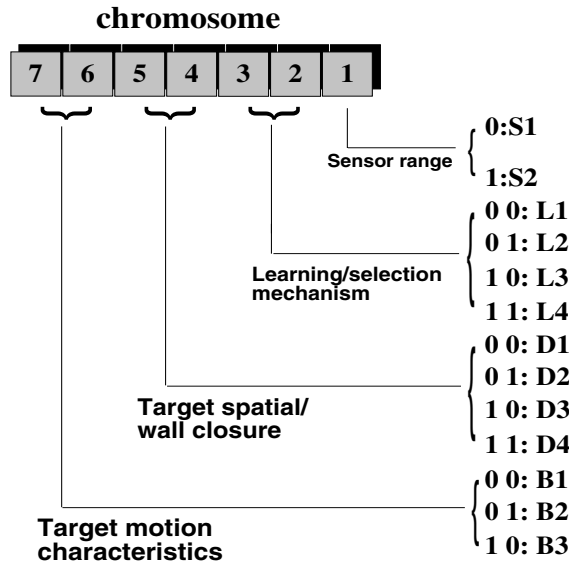 chromosome
7 6 5 4 3 2 1
Sensor range
0:S1
1:S2
Learning/selection
mechanism
0 0: L1
0 1: L2
1 0: L3
1 1: L4
Target spatial/
wall closure
0 0: D1
0 1: D2
1 0: D3
1 1: D4
Target motion
characteristics
0 0: B1
0 1: B2
1 0: B3